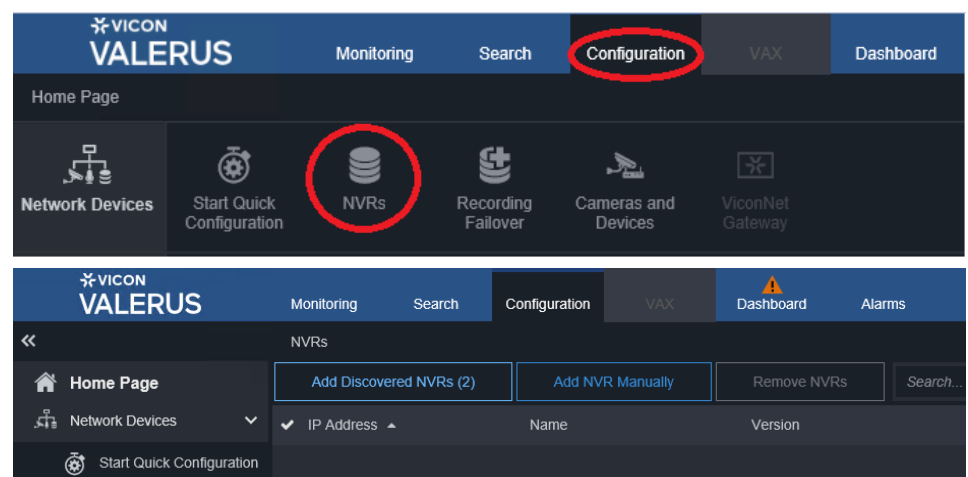 VICON
VALERUS
Monitoring Search Configuration VAX Dashboard
Home Page
Network Devices
Start Quick Configuration
NVRs
Recording Failover
Cameras and Devices
ViconNet Gateway
VICON
VALERUS
Monitoring Search Configuration VAX Dashboard Alarms
« NVRs
Home Page
Add Discovered NVRs (2) Add NVR Manually Remove NVRs Search...
Network Devices
IP Address Name Version
Start Quick Configuration